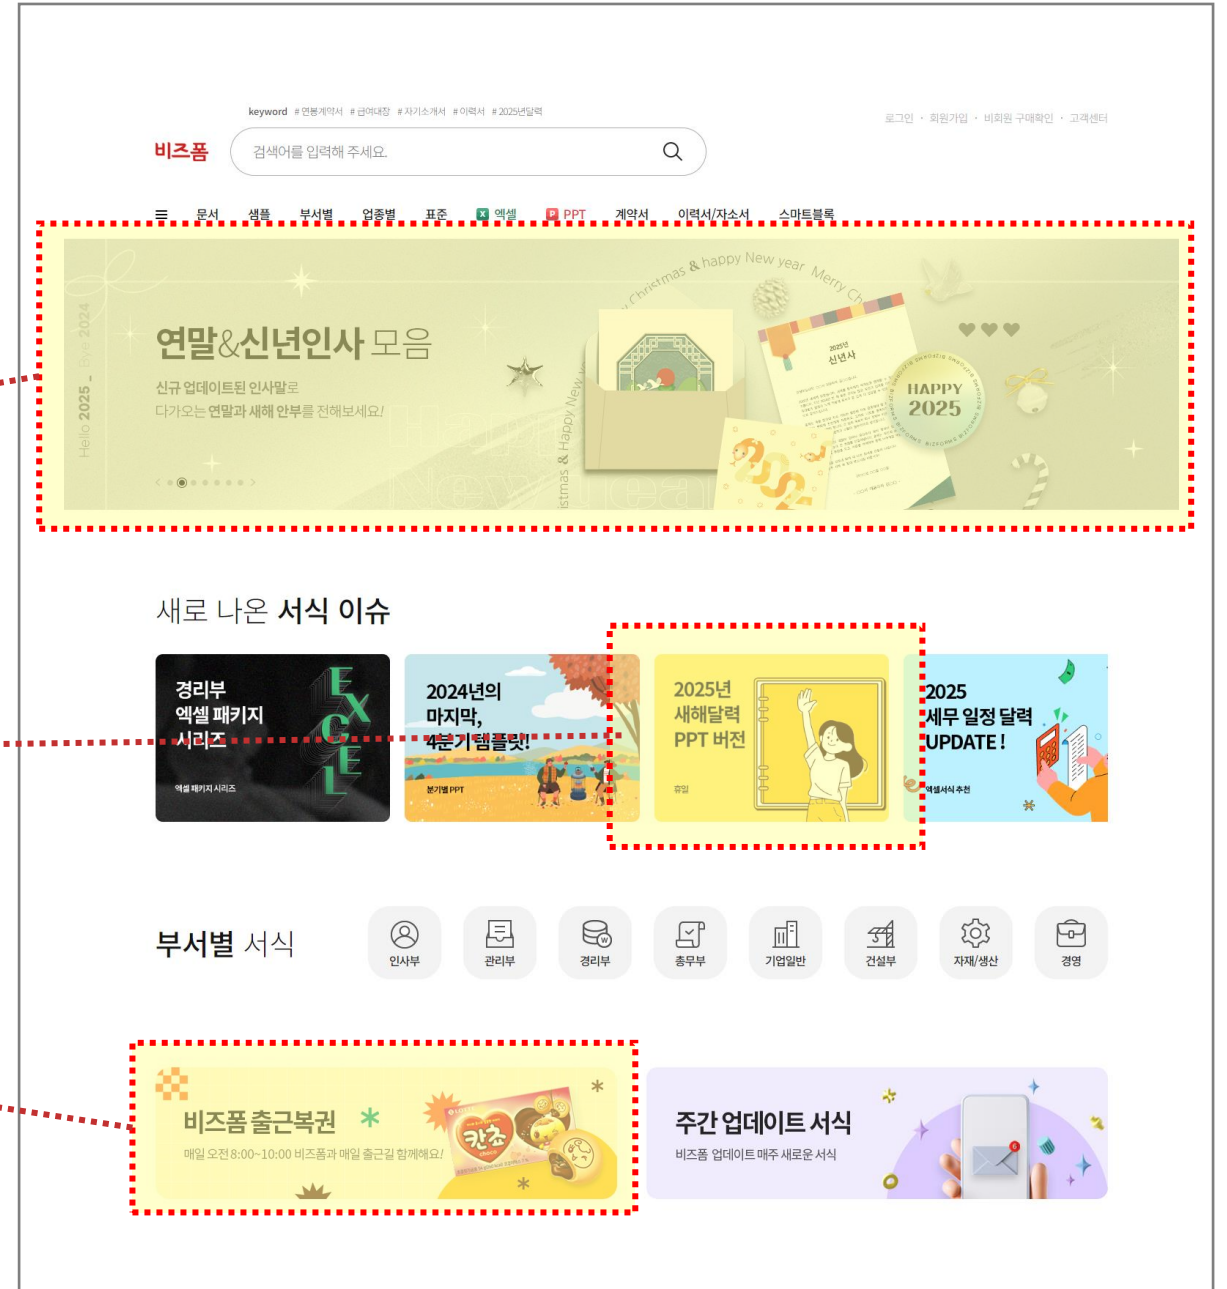 keyword # 연봉계약서 # 급여대장 # 자기소개서 # 이력서 # 2025년달력
로그인 · 회원가입 · 비회원 구매확인 · 고객센터
비즈폼
검색어를 입력해 주세요.
문서 샘플 부서별 업종별 표준 X 엑셀 P PPT 계약서 이력서/자소서 스마트블록
Hello 2025 _ Bye 2024
연말&신년인사 모음
신규 업데이트된 인사말로
다가오는 연말과 새해 안부를 전해보세요!
Merry Christmas & happy New year
2025년
신년사
HAPPY
2025
새로 나온 서식 이슈
경리부
엑셀 패키지
시리즈
엑셀 패키지 시리즈
EXCEL
2024년의
마지막,
4분기 템플릿!
분기별 PPT
2025년
새해달력
PPT 버전
휴일
2025
세무 일정 달력
UPDATE !
엑셀서식 추천
부서별 서식
인사부
관리부
경리부
총무부
기업일반
건설부
자재/생산
경영
비즈폼 출근복권
매일 오전 8:00~10:00 비즈폼과 매일 출근길 함께해요!
LOTTE
칸쵸
choco
주간 업데이트 서식
비즈폼 업데이트 매주 새로운 서식
6